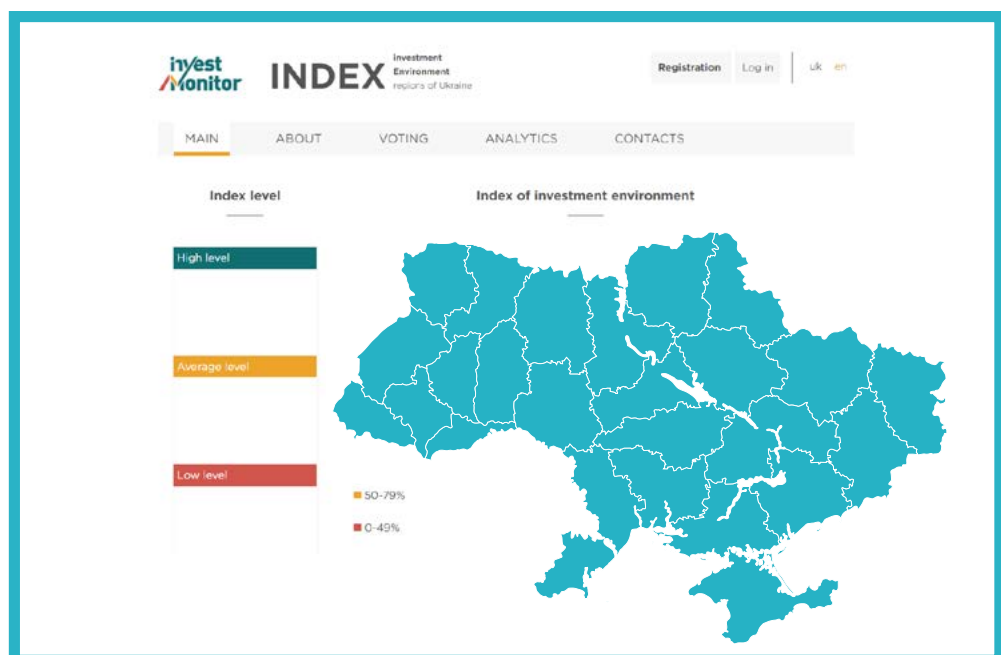 invest
Monitor
INDEX
Investment
Environment
regions of Ukraine
Registration
Log in
uk
en
MAIN
ABOUT
VOTING
ANALYTICS
CONTACTS
Index level
Index of investment environment
High level
Average level
Low level
50-79%
0-49%